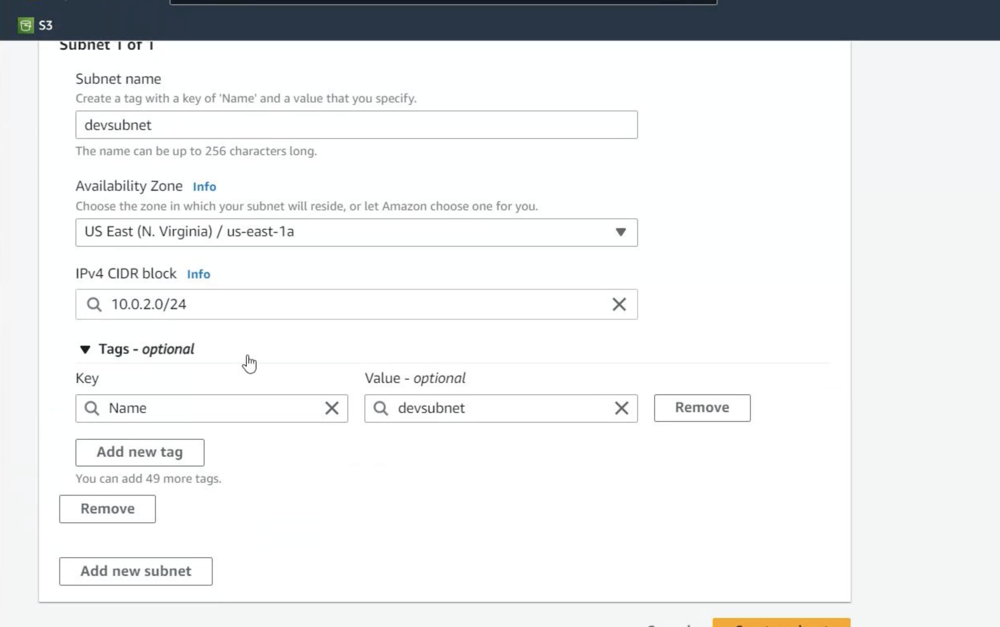 S3
Subnet 1 of 1
Subnet name
Create a tag with a key of 'Name' and a value that you specify.
devsubnet
The name can be up to 256 characters long.
Availability Zone Info
Choose the zone in which your subnet will reside, or let Amazon choose one for you.
US East (N. Virginia) / us-east-1a
IPv4 CIDR block Info
10.0.2.0/24
Tags - optional
Key Value - optional
Name devsubnet Remove
Add new tag
You can add 49 more tags.
Remove
Add new subnet